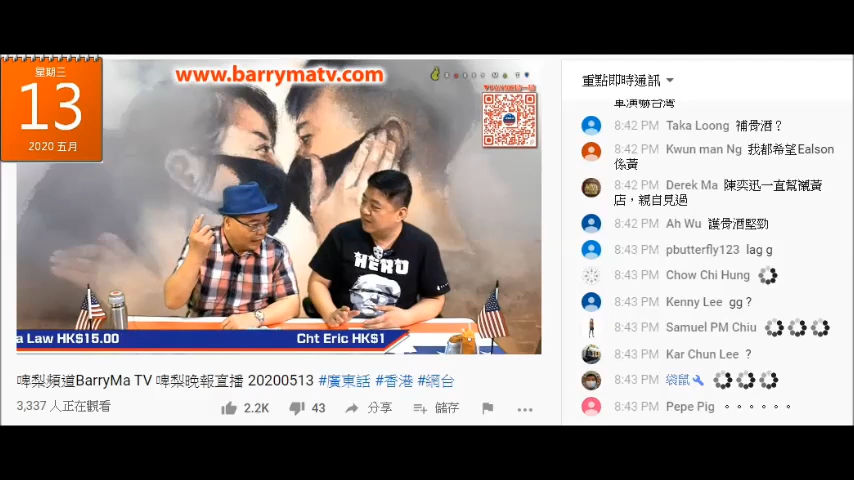 星期三
13
2020 五月
www.barrymatv.com
BARRY MA TV
HERO
a Law HK$15.00
Cht Eric HK$1
啤梨頻道BarryMa TV 啤梨晚報直播 20200513 #廣東話 #香港 #網台
3,337 人正在觀看
2.2K
43
分享
儲存
重點即時通訊
8:42 PM Taka Loong 補骨酒？
8:42 PM Kwun man Ng 我都希望Ealson
係黃
8:42 PM Derek Ma 陳奕迅一直幫襯黃
店，親自見過
8:42 PM Ah Wu 護骨酒堅勁
8:43 PM pbutterfly123 lag g
8:43 PM Chow Chi Hung
8:43 PM Kenny Lee gg ?
8:43 PM Samuel PM Chiu
8:43 PM Kar Chun Lee ?
8:43 PM 袋鼠
8:43 PM Pepe Pig 。。。。。。